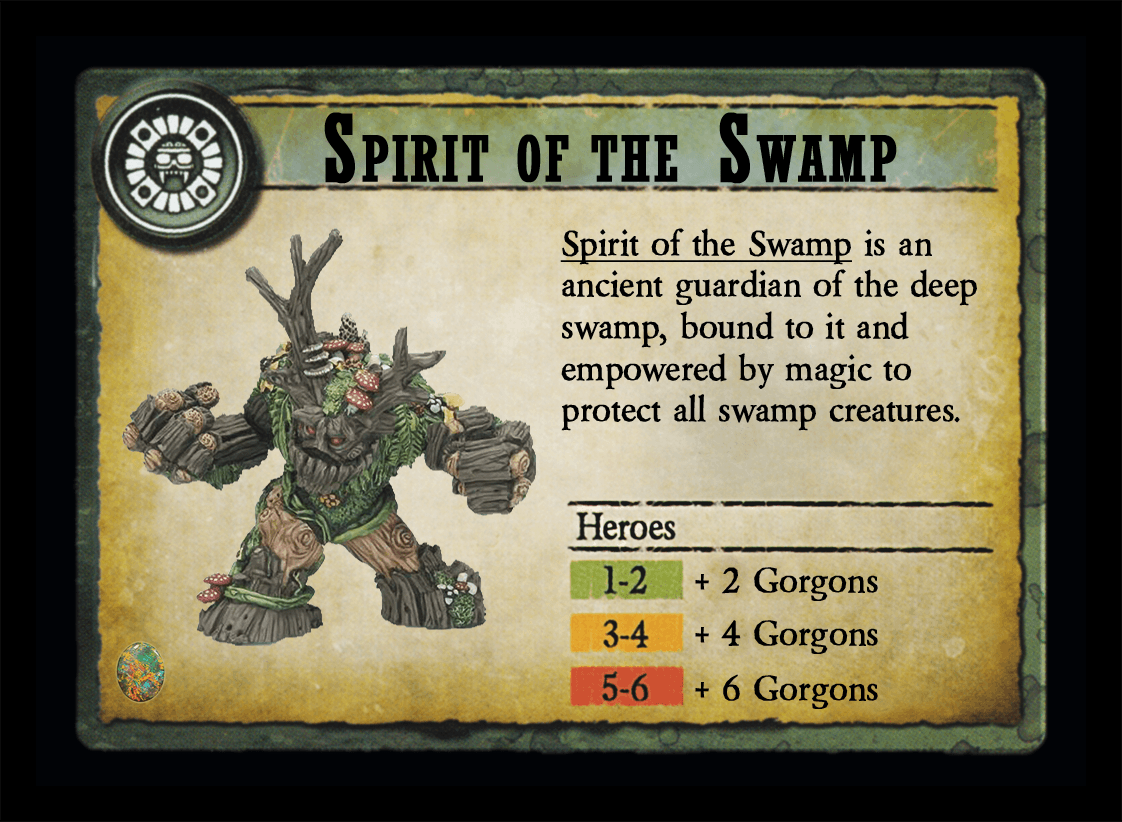 Spirit of the Swamp
Spirit of the Swamp is an
ancient guardian of the deep
swamp, bound to it and
empowered by magic to
protect all swamp creatures.
Heroes
1-2 + 2 Gorgons
3-4 + 4 Gorgons
5-6 + 6 Gorgons